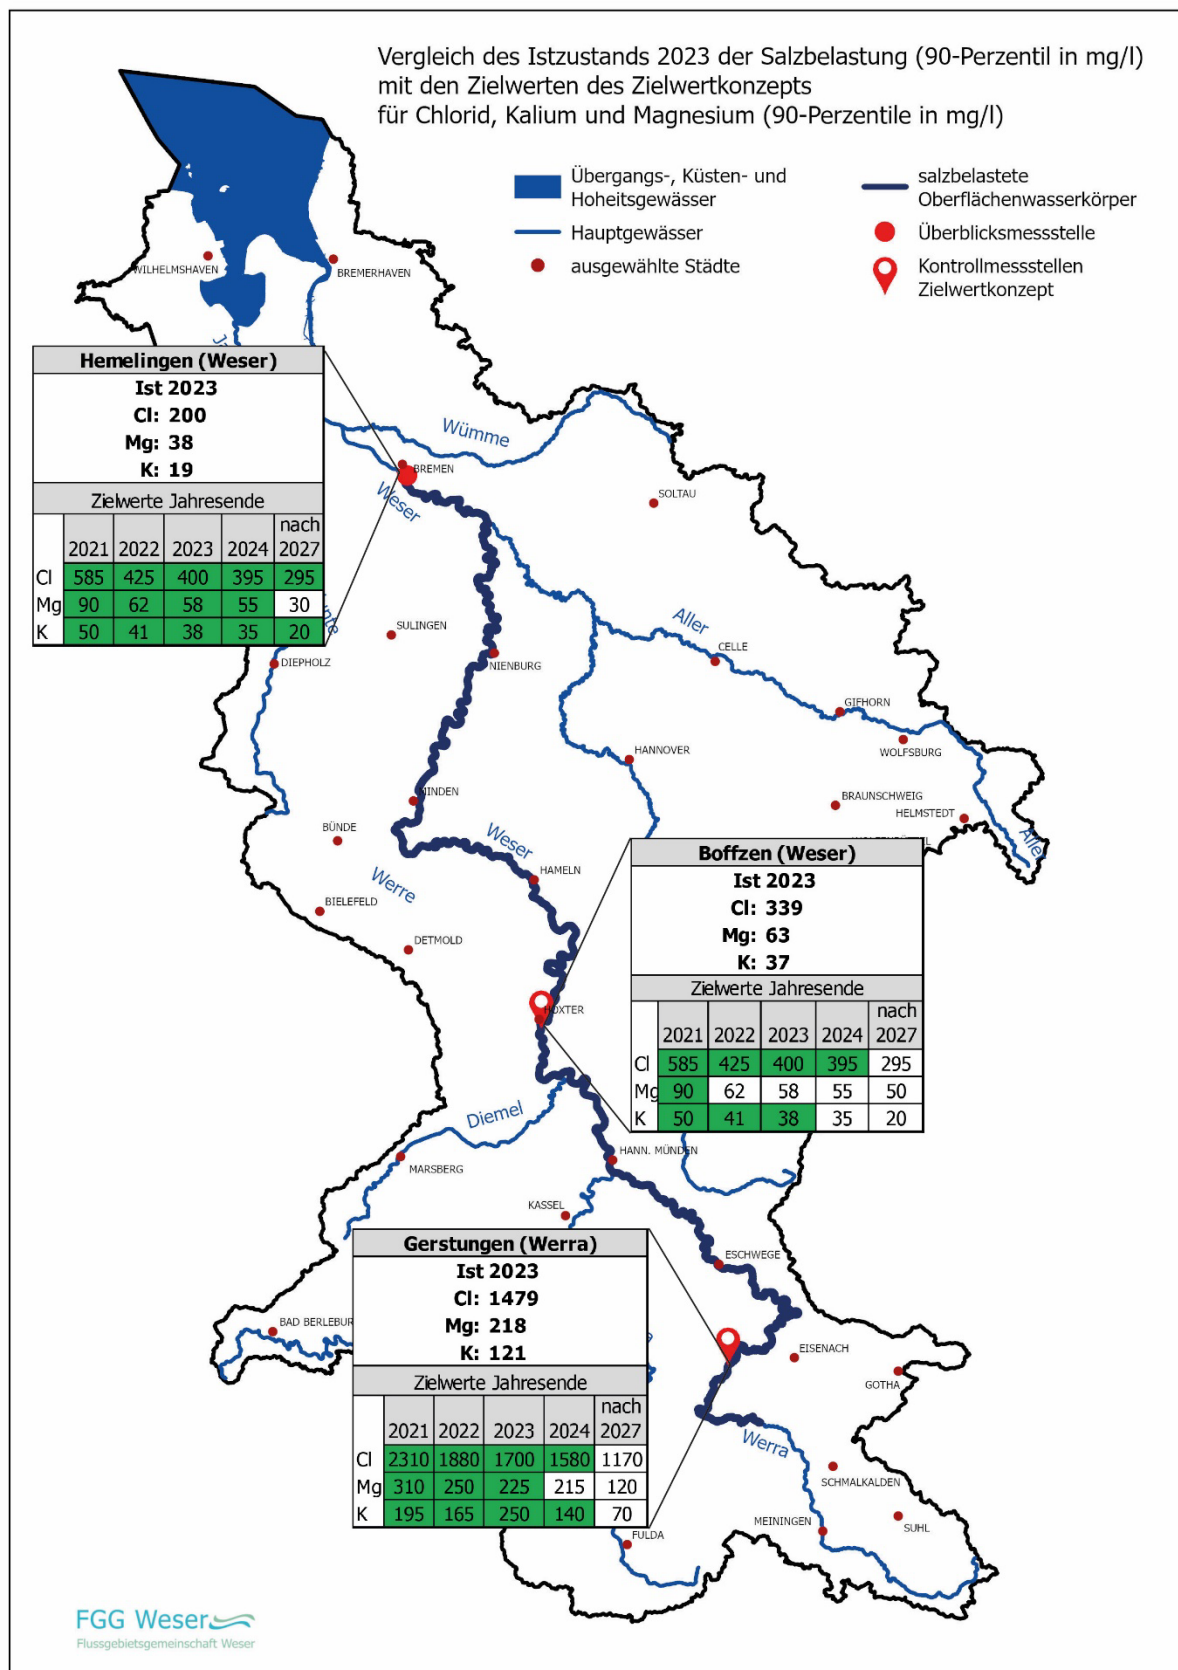 Vergleich des Istzustands 2023 der Salzbelastung (90-Perzentil in mg/l)
mit den Zielwerten des Zielwertkonzepts
für Chlorid, Kalium und Magnesium (90-Perzentile in mg/l)
Übergangs-, Küsten- und
Hoheitsgewässer
Hauptgewässer
ausgewählte Städte
salzbelastete
Oberflächenwasserkörper
Überblicksmessstelle
Kontrollmessstellen
Zielwertkonzept
WILHELMSHAVEN
BREMERHAVEN
Hemelingen (Weser)
Ist 2023
Cl: 200
Mg: 38
K: 19
Zielwerte Jahresende
2021 2022 2023 2024 nach 2027
Cl 585 425 400 395 295
Mg 90 62 58 55 30
K 50 41 38 35 20
Wümme
BREMEN
Weser
SOLTAU
SULINGEN
DIEPHOLZ
NIENBURG
Aller
CELLE
GIFHORN
WOLFSBURG
HANNOVER
BRAUNSCHWEIG
HELMSTEDT
Aller
MINDEN
BÜNDE
Weser
Werre
HAMELN
BIELEFELD
DETMOLD
Boffzen (Weser)
Ist 2023
Cl: 339
Mg: 63
K: 37
Zielwerte Jahresende
2021 2022 2023 2024 nach 2027
Cl 585 425 400 395 295
Mg 90 62 58 55 50
K 50 41 38 35 20
HÖXTER
Diemel
MARSBERG
HANN. MÜNDEN
KASSEL
ESCHWEGE
Gerstungen (Werra)
Ist 2023
Cl: 1479
Mg: 218
K: 121
Zielwerte Jahresende
2021 2022 2023 2024 nach 2027
Cl 2310 1880 1700 1580 1170
Mg 310 250 225 215 120
K 195 165 250 140 70
BAD BERLEBUR
EISENACH
GOTHA
Werra
SCHMALKALDEN
SUHL
MEININGEN
FULDA
FGG Weser
Flussgebietsgemeinschaft Weser